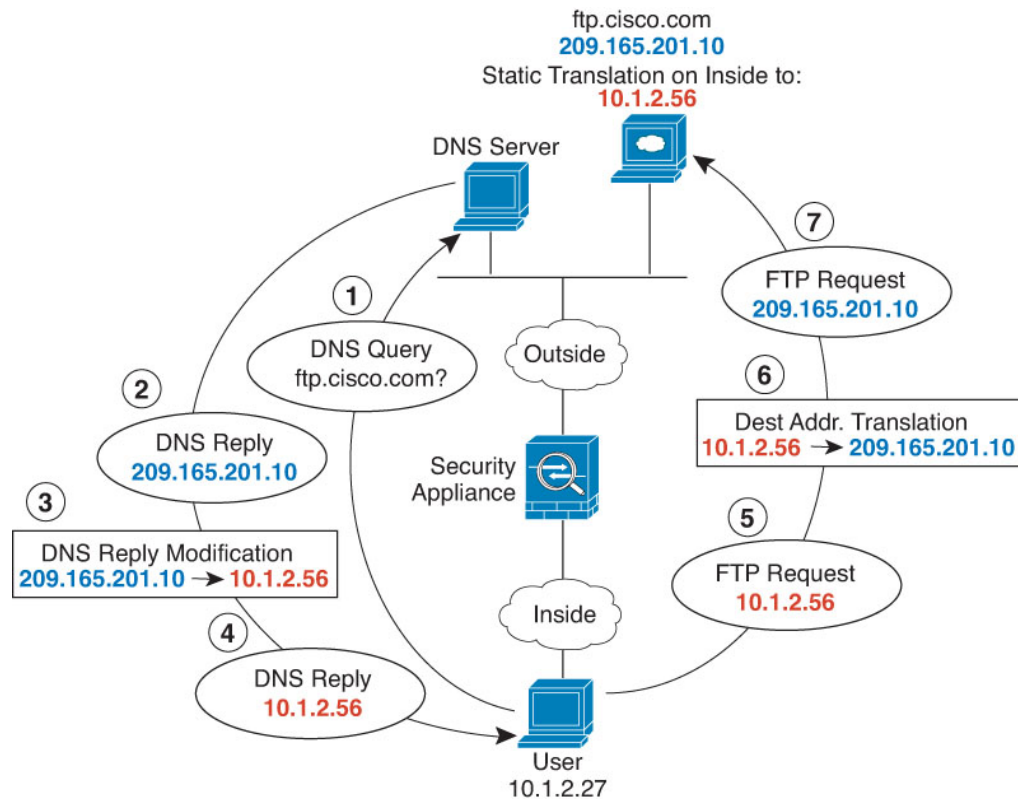 ftp.cisco.com
209.165.201.10
Static Translation on Inside to:
10.1.2.56
DNS Server
7
FTP Request
209.165.201.10
1
DNS Query
ftp.cisco.com?
Outside
2
DNS Reply
209.165.201.10
6
Dest Addr. Translation
10.1.2.56 → 209.165.201.10
Security
Appliance
3
DNS Reply Modification
209.165.201.10 → 10.1.2.56
5
FTP Request
10.1.2.56
Inside
4
DNS Reply
10.1.2.56
User
10.1.2.27